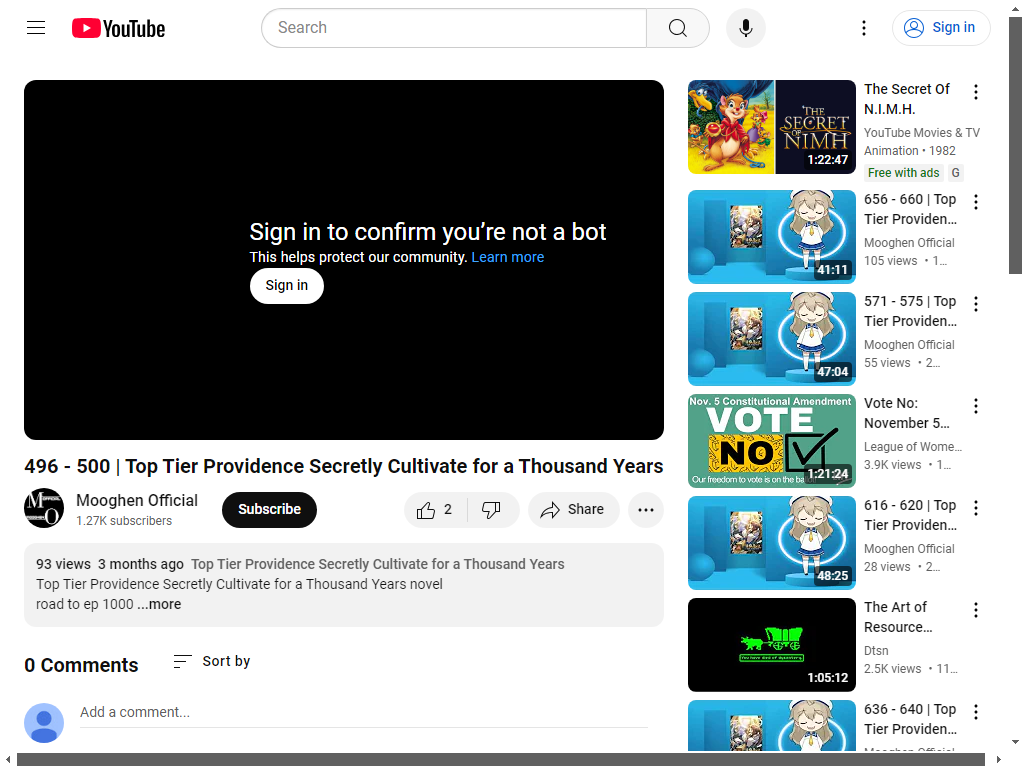 YouTube
Search
Sign in
Sign in to confirm you're not a bot
This helps protect our community. Learn more
Sign in
496 - 500 | Top Tier Providence Secretly Cultivate for a Thousand Years
Mooghen Official
1.27K subscribers
Subscribe
2
Share
93 views 3 months ago Top Tier Providence Secretly Cultivate for a Thousand Years
Top Tier Providence Secretly Cultivate for a Thousand Years novel
road to ep 1000 ...more
0 Comments
Sort by
Add a comment...
THE
SECRET
OF
NIMH
1:22:47
The Secret Of
N.I.M.H.
YouTube Movies & TV
Animation • 1982
Free with ads
G
41:11
656 - 660 | Top
Tier Providen...
Mooghen Official
105 views • 1...
47:04
571 - 575 | Top
Tier Providen...
Mooghen Official
55 views • 2...
Nov. 5 Constitutional Amendment
VOTE
NO
Our freedom to vote is on the
1:21:24
Vote No:
November 5...
League of Wome...
3.9K views • 1...
48:25
616 - 620 | Top
Tier Providen...
Mooghen Official
28 views • 2...
You have died of dysentery
1:05:12
The Art of
Resource...
Dtsn
2.5K views • 11...
636 - 640 | Top
Tier Providen...
Mooghen Official